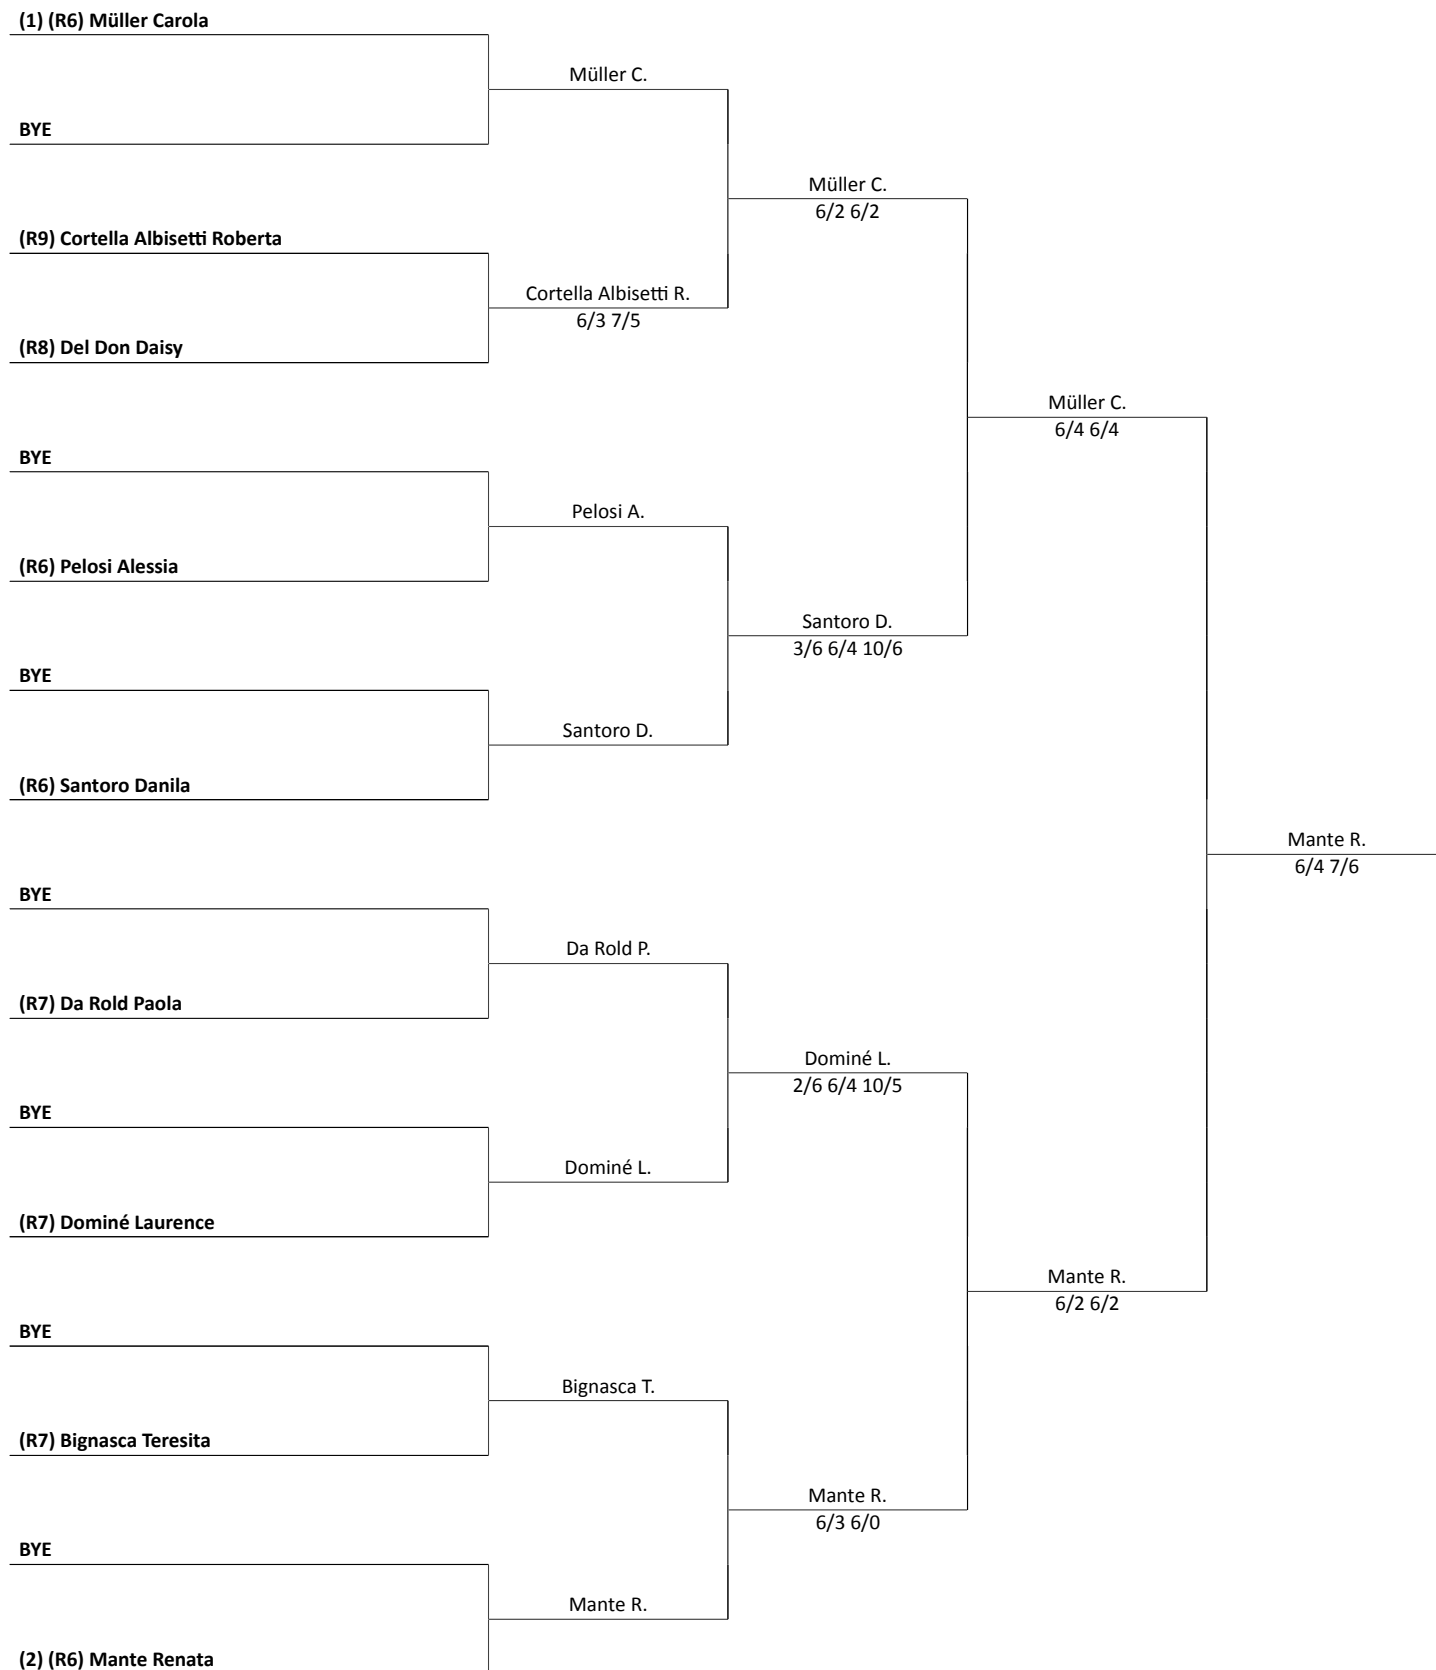 (1) (R6) Müller Carola
Müller C.
BYE
Müller C.
6/2 6/2
(R9) Cortella Albisetti Roberta
Cortella Albisetti R.
6/3 7/5
(R8) Del Don Daisy
Müller C.
6/4 6/4
BYE
Pelosi A.
(R6) Pelosi Alessia
Santoro D.
3/6 6/4 10/6
BYE
Santoro D.
(R6) Santoro Danila
Mante R.
6/4 7/6
BYE
Da Rold P.
(R7) Da Rold Paola
Dominé L.
2/6 6/4 10/5
BYE
Dominé L.
(R7) Dominé Laurence
Mante R.
6/2 6/2
BYE
Bignasca T.
(R7) Bignasca Teresita
Mante R.
6/3 6/0
BYE
Mante R.
(2) (R6) Mante Renata